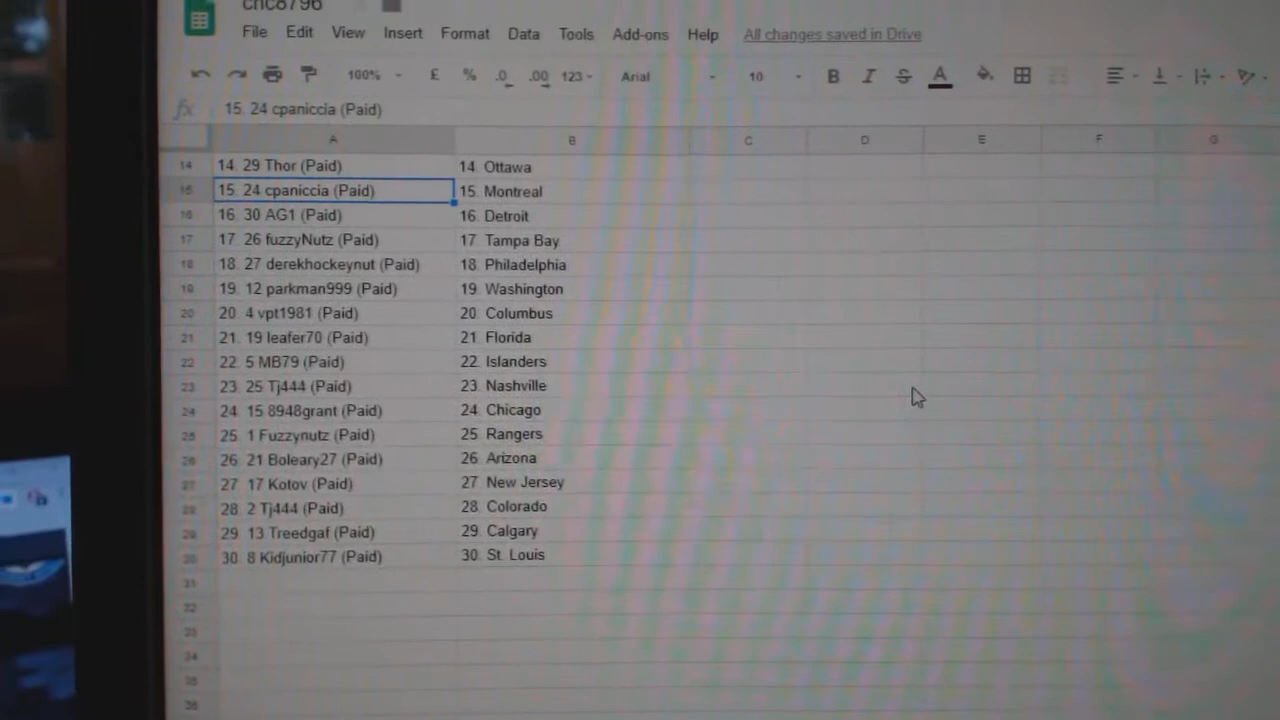 cnc8796
File Edit View Insert Format Data Tools Add-ons Help All changes saved in Drive
100% £ % .0 .00 123 Arial 10 B I S A
fx 15. 24 cpaniccia (Paid)
A B C D E F G
14 14. 29 Thor (Paid) 14. Ottawa
15 15. 24 cpaniccia (Paid) 15. Montreal
16 16. 30 AG1 (Paid) 16. Detroit
17 17. 26 fuzzyNutz (Paid) 17. Tampa Bay
18 18. 27 derekhockeynut (Paid) 18. Philadelphia
19 19. 12 parkman999 (Paid) 19. Washington
20 20. 4 vpt1981 (Paid) 20. Columbus
21 21. 19 leafer70 (Paid) 21. Florida
22 22. 5 MB79 (Paid) 22. Islanders
23 23. 25 Tj444 (Paid) 23. Nashville
24 24. 15 8948grant (Paid) 24. Chicago
25 25. 1 Fuzzynutz (Paid) 25. Rangers
26 26. 21 Boleary27 (Paid) 26. Arizona
27 27. 17 Kotov (Paid) 27. New Jersey
28 28. 2 Tj444 (Paid) 28. Colorado
29 29. 13 Treedgaf (Paid) 29. Calgary
30 30. 8 Kidjunior77 (Paid) 30. St. Louis
31
32
33
34
35
36